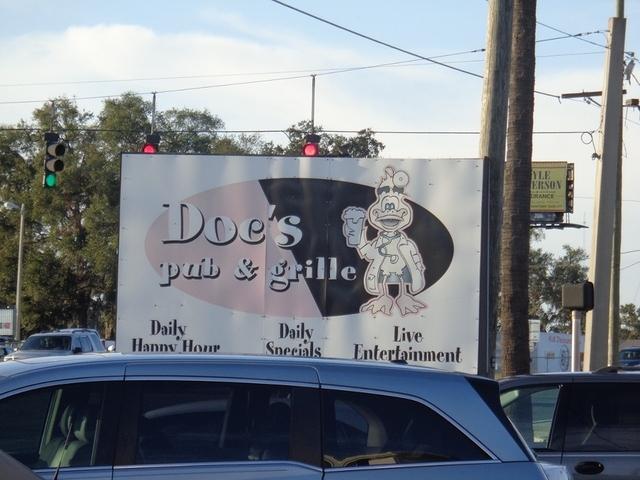 Doc's
pub & grille
Daily
Happy Hour
Daily
Specials
Live
Entertainment